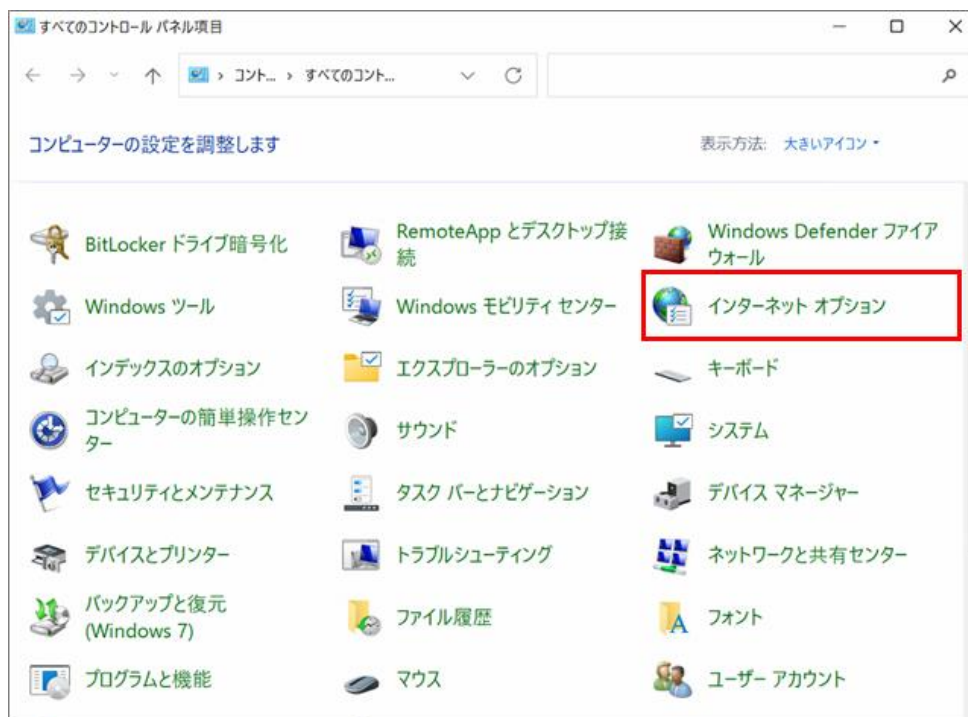 すべてのコントロール パネル項目
コント... › すべてのコント...
コンピューターの設定を調整します
表示方法: 大きいアイコン
BitLocker ドライブ暗号化
RemoteApp とデスクトップ接
続
Windows Defender ファイア
ウォール
Windows ツール
Windows モビリティ センター
インターネット オプション
インデックスのオプション
エクスプローラーのオプション
キーボード
コンピューターの簡単操作セン
ター
サウンド
システム
セキュリティとメンテナンス
タスク バーとナビゲーション
デバイス マネージャー
デバイスとプリンター
トラブルシューティング
ネットワークと共有センター
バックアップと復元
(Windows 7)
ファイル履歴
フォント
プログラムと機能
マウス
ユーザー アカウント